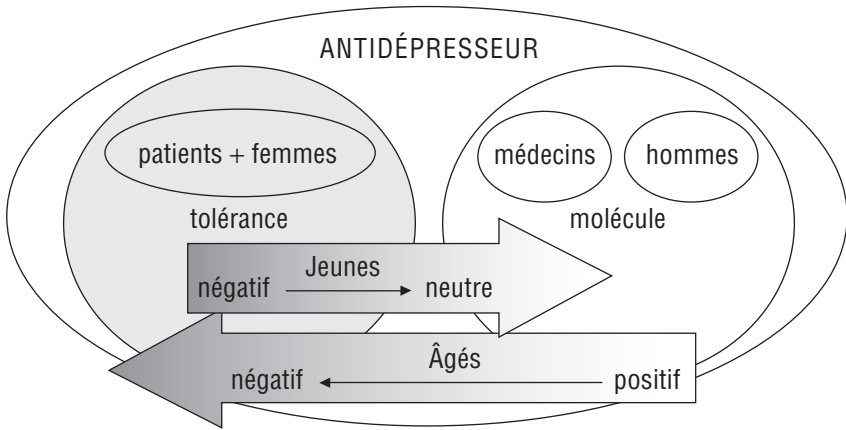 ANTIDÉPRESSEUR
patients + femmes
médecins
hommes
tolérance
molécule
Jeunes
négatif
neutre
Âgés
négatif
positif